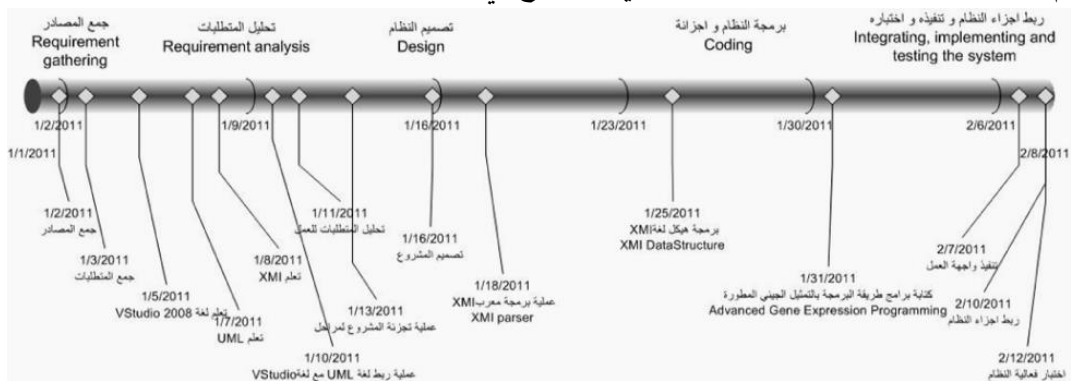 جمع المصادر
Requirement
gathering
تحليل المتطلبات
Requirement analysis
تصميم النظام
Design
برمجة النظام و اجزائة
Coding
ربط اجزاء النظام و تنفيذه و اختباره
Integrating, implementing and
testing the system
1/1/2011
1/2/2011
1/9/2011
1/16/2011
1/23/2011
1/30/2011
2/6/2011
2/8/2011
1/2/2011
جمع المصادر
1/3/2011
جمع المتطلبات
1/5/2011
تعلم لغة VStudio 2008
1/7/2011
تعلم UML
1/8/2011
تعلم XMI
1/10/2011
عملية ربط لغة UML مع لغة VStudio
1/11/2011
تحليل المتطلبات للعمل
1/13/2011
عملية تجزئة المشروع لمراحل
1/16/2011
تصميم المشروع
1/18/2011
عملية برمجة معرب XMI
XMI parser
1/25/2011
برمجة هيكل لغة XMI
XMI DataStructure
1/31/2011
كتابة برامج طريقة البرمجة بالتمثيل الجيني المطورة
Advanced Gene Expression Programming
2/7/2011
تنفيذ واجهة العمل
2/10/2011
ربط اجزاء النظام
2/12/2011
اختبار فعالية النظام